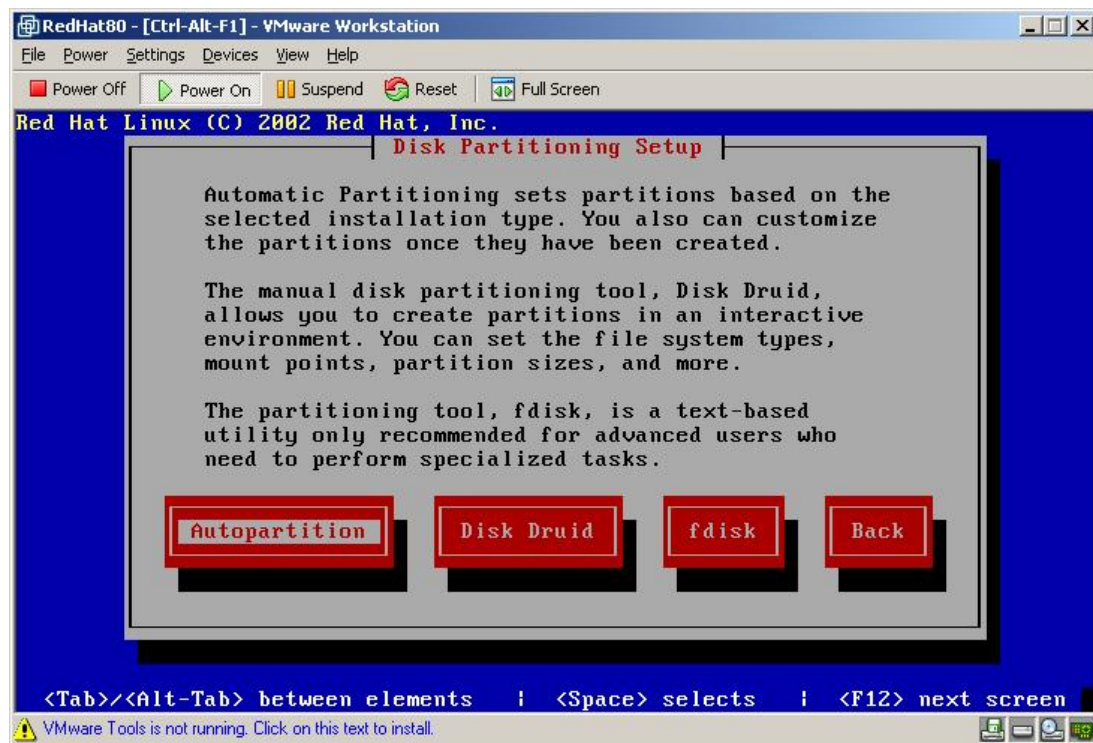 RedHat80 - [Ctrl-Alt-F1] - VMware Workstation
File Power Settings Devices View Help
Power Off Power On Suspend Reset Full Screen
Red Hat Linux (C) 2002 Red Hat, Inc.
Disk Partitioning Setup
Automatic Partitioning sets partitions based on the
selected installation type. You also can customize
the partitions once they have been created.
The manual disk partitioning tool, Disk Druid,
allows you to create partitions in an interactive
environment. You can set the file system types,
mount points, partition sizes, and more.
The partitioning tool, fdisk, is a text-based
utility only recommended for advanced users who
need to perform specialized tasks.
Autopartition Disk Druid fdisk Back
<Tab>/<Alt-Tab> between elements | <Space> selects | <F12> next screen
VMware Tools is not running. Click on this text to install.